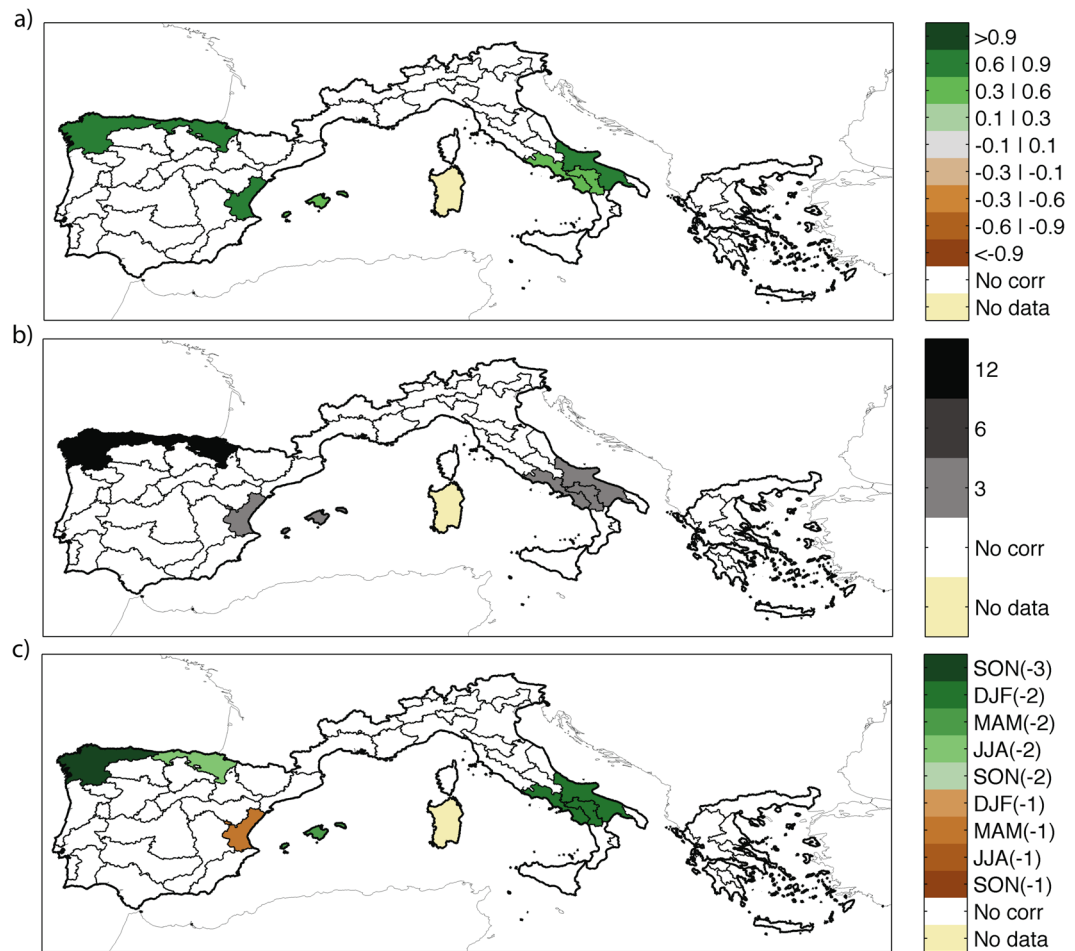 a)
>0.9
0.6 | 0.9
0.3 | 0.6
0.1 | 0.3
-0.1 | 0.1
-0.3 | -0.1
-0.3 | -0.6
-0.6 | -0.9
<-0.9
No corr
No data
b)
12
6
3
No corr
No data
c)
SON(-3)
DJF(-2)
MAM(-2)
JJA(-2)
SON(-2)
DJF(-1)
MAM(-1)
JJA(-1)
SON(-1)
No corr
No data